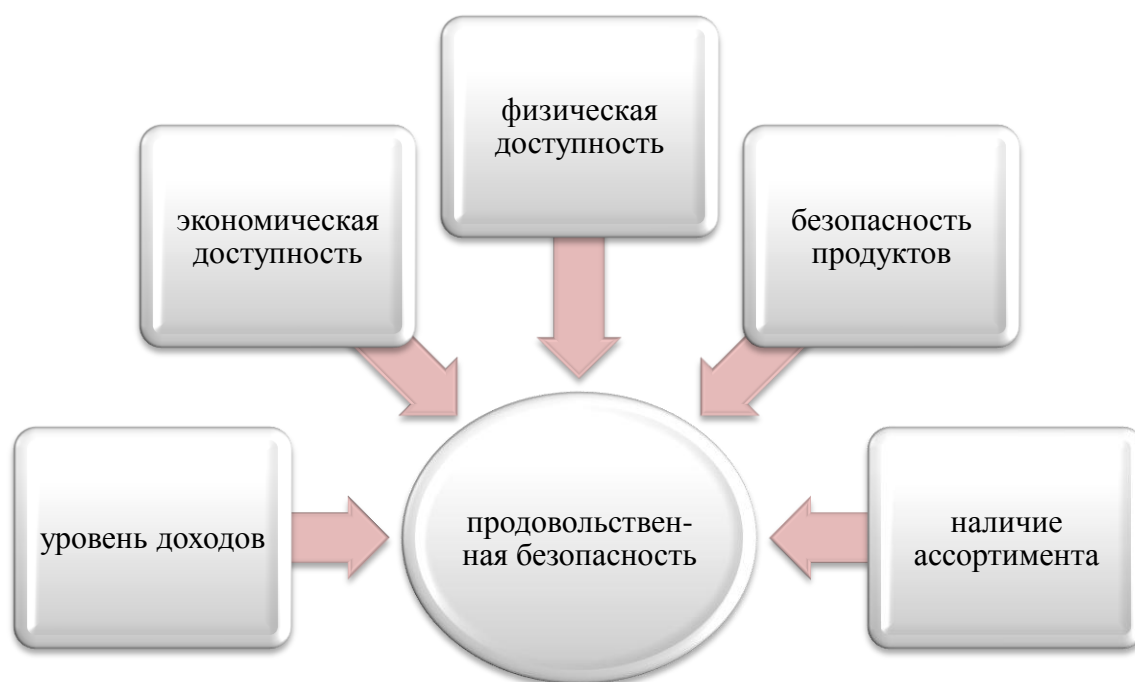 физическая
доступность
экономическая
доступность
безопасность
продуктов
уровень доходов
продовольствен-
ная безопасность
наличие
ассортимента